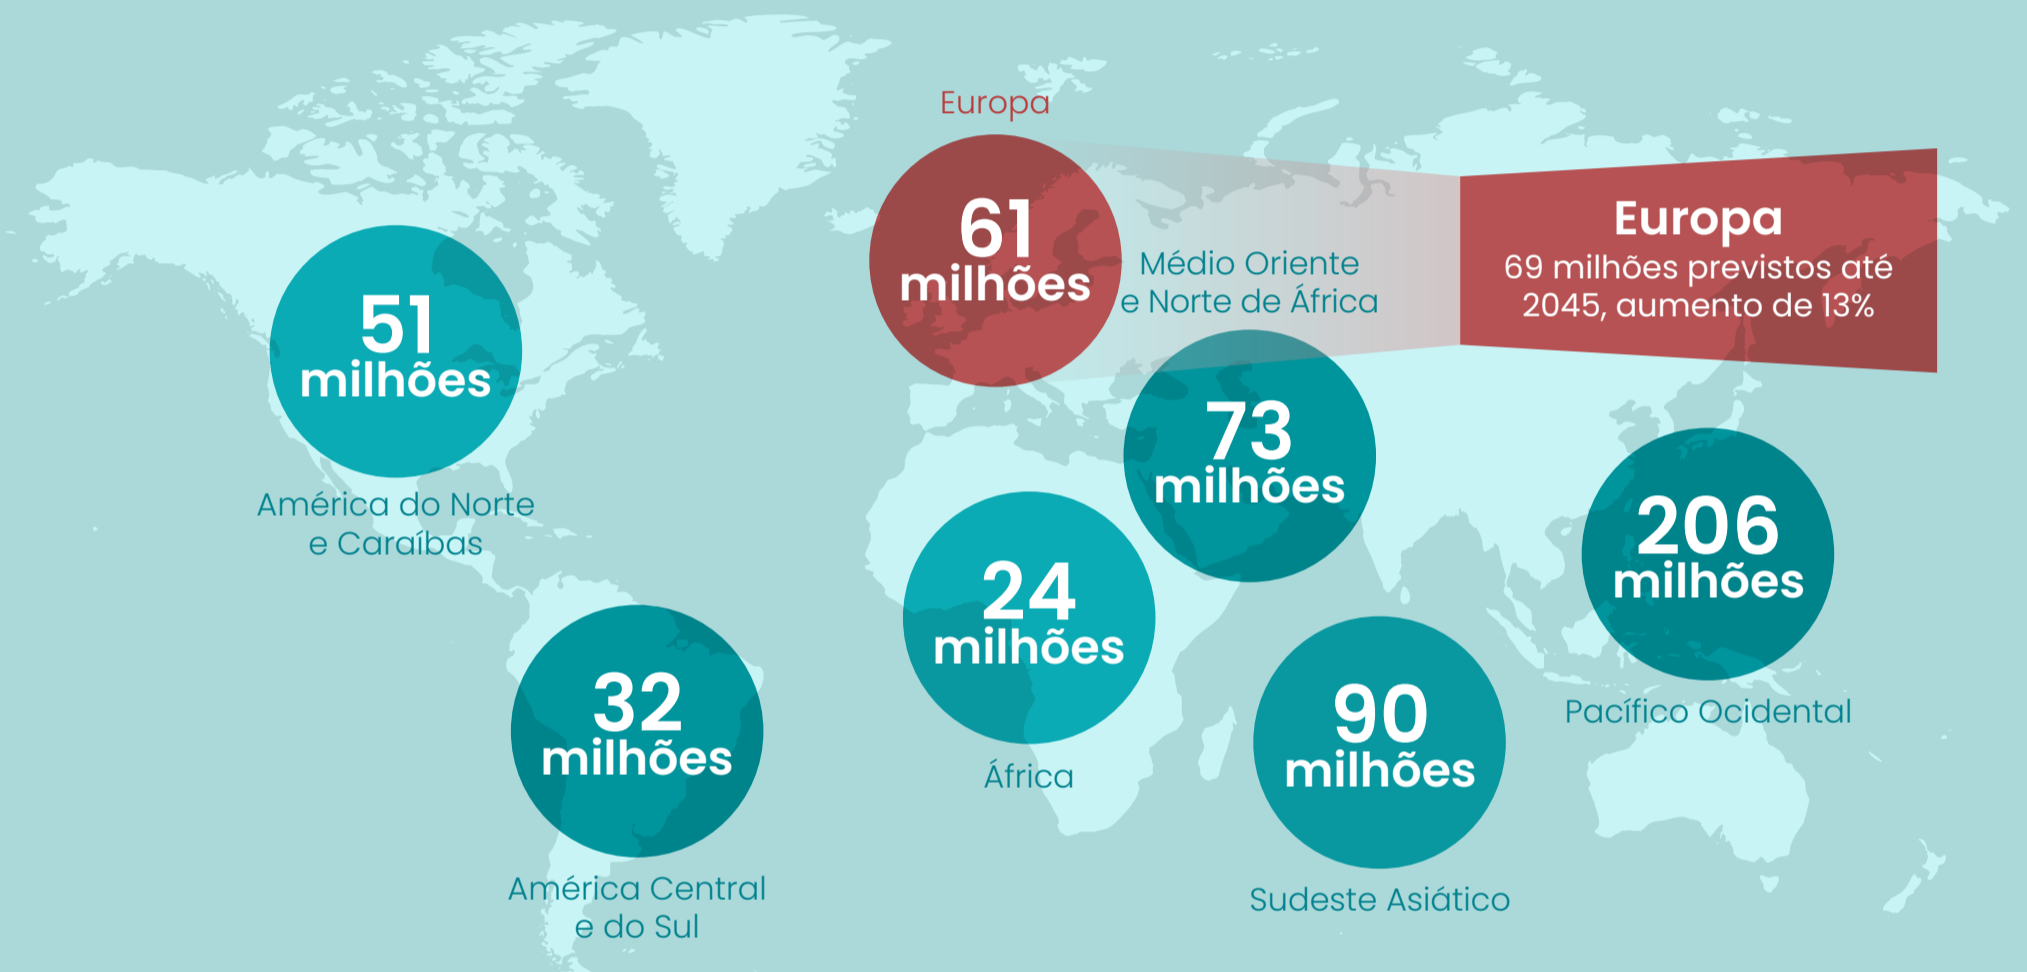 Europa
61
milhões
Europa
69 milhões previstos até
2045, aumento de 13%
51
milhões
América do Norte
e Caraíbas
Médio Oriente
e Norte de África
73
milhões
206
milhões
Pacífico Ocidental
24
milhões
África
32
milhões
América Central
e do Sul
90
milhões
Sudeste Asiático